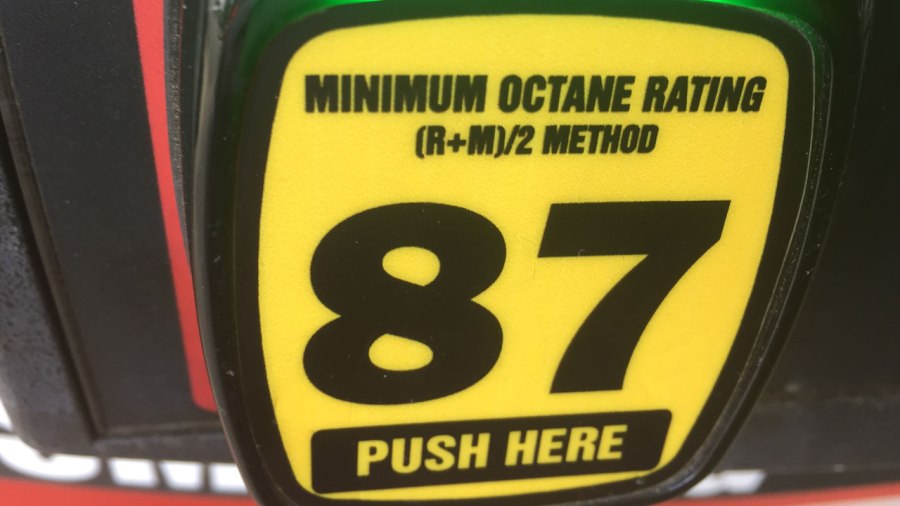 MINIMUM OCTANE RATING
(R+M)/2 METHOD
87
PUSH HERE